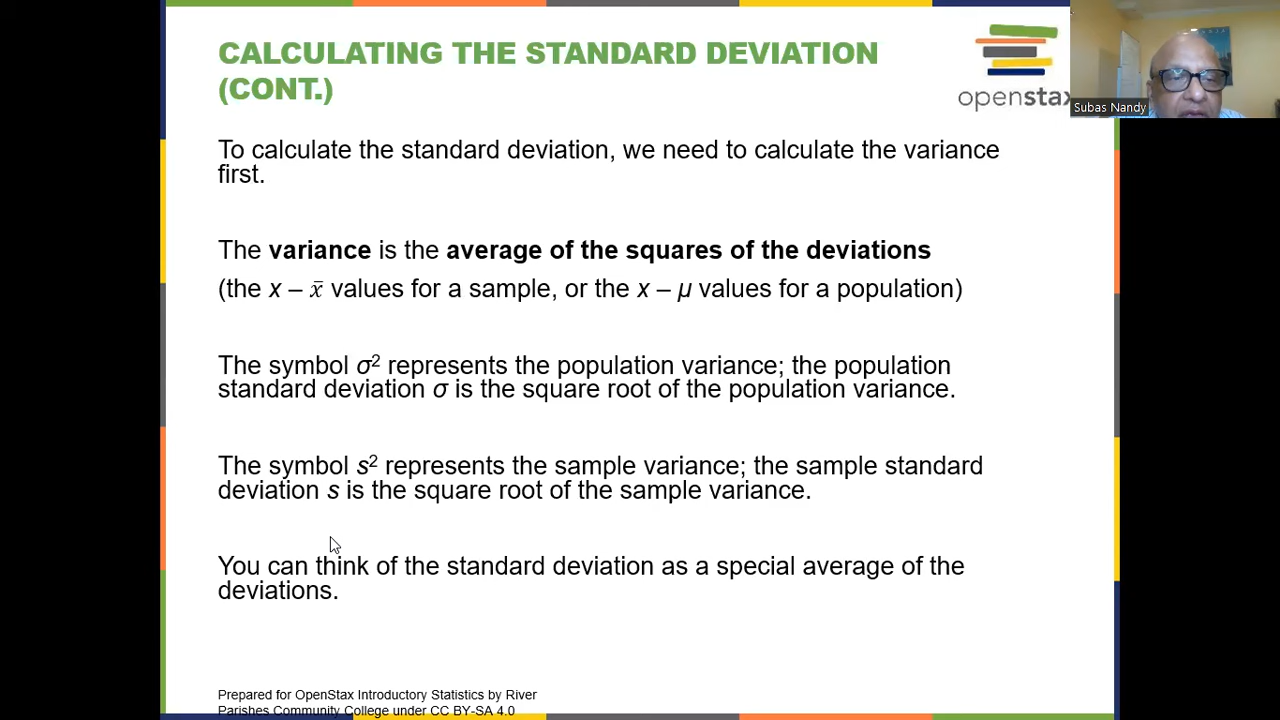 CALCULATING THE STANDARD DEVIATION
(CONT.)
openstax
Subas Nandy
To calculate the standard deviation, we need to calculate the variance
first.
The variance is the average of the squares of the deviations
(the x – x̄ values for a sample, or the x – μ values for a population)
The symbol σ² represents the population variance; the population
standard deviation σ is the square root of the population variance.
The symbol s² represents the sample variance; the sample standard
deviation s is the square root of the sample variance.
You can think of the standard deviation as a special average of the
deviations.
Prepared for OpenStax Introductory Statistics by River
Parishes Community College under CC BY-SA 4.0